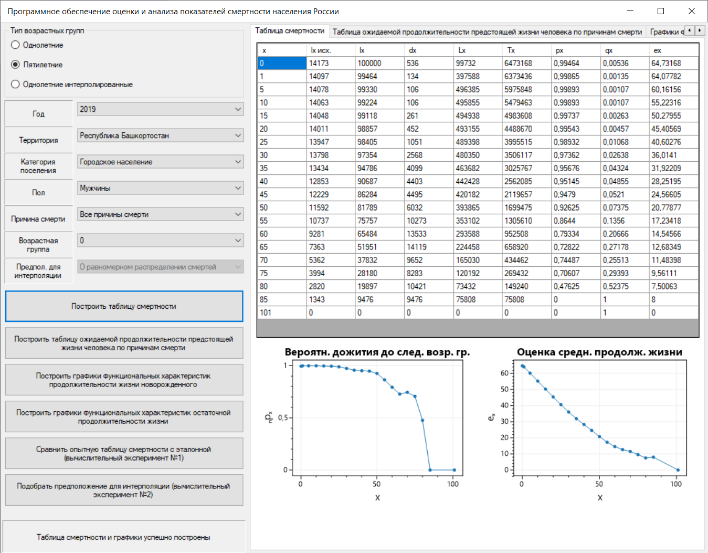 Программное обеспечение оценки и анализа показателей смертности населения России
Тип возрастных групп
Однолетние
Пятилетние
Однолетние интерполированные
Год 2019
Территория Республика Башкортостан
Категория поселения Городское население
Пол Мужчины
Причина смерти Все причины смерти
Возрастная группа 0
Предпол. для интерполяции О равномерном распределении смертей
Построить таблицу смертности
Построить таблицу ожидаемой продолжительности предстоящей
жизни человека по причинам смерти
Построить графики функциональных характеристик
продолжительности жизни новорожденного
Построить графики функциональных характеристик остаточной
продолжительности жизни
Сравнить опытную таблицу смертности с эталонной
(вычислительный эксперимент №1)
Подобрать предположение для интерполяции (вычислительный
эксперимент №2)
Таблица смертности и графики успешно построены
Таблица смертности Таблица ожидаемой продолжительности предстоящей жизни человека по причинам смерти Графики Ф
x lx исх. lx dx Lx Tx px qx ex
0 14173 100000 536 99732 6473168 0,99464 0,00536 64,73168
1 14097 99464 134 397588 6373436 0,99865 0,00135 64,07782
5 14078 99330 106 496385 5975848 0,99893 0,00107 60,16156
10 14063 99224 106 495855 5479463 0,99893 0,00107 55,22316
15 14048 99118 261 494938 4983608 0,99737 0,00263 50,27955
20 14011 98857 452 493155 4488670 0,99543 0,00457 45,40569
25 13947 98405 1051 489398 3995515 0,98932 0,01068 40,60276
30 13798 97354 2568 480350 3506117 0,97362 0,02638 36,0141
35 13434 94786 4099 463682 3025767 0,95676 0,04324 31,92209
40 12853 90687 4403 442428 2562085 0,95145 0,04855 28,25195
45 12229 86284 4495 420182 2119657 0,9479 0,0521 24,56605
50 11592 81789 6032 393865 1699475 0,92625 0,07375 20,77877
55 10737 75757 10273 353102 1305610 0,8644 0,1356 17,23418
60 9281 65484 13533 293588 952508 0,79334 0,20666 14,54566
65 7363 51951 14119 224458 658920 0,72822 0,27178 12,68349
70 5362 37832 9652 165030 434462 0,74487 0,25513 11,48398
75 3994 28180 8283 120192 269432 0,70607 0,29393 9,56111
80 2820 19897 10421 73432 149240 0,47625 0,52375 7,50063
85 1343 9476 9476 75808 75808 0 1 8
101 0 0 0 0 0 0 1 0
Вероятн. дожития до след. возр. гр.
1
0,5
0
ₙpₓ
0 50 100
X
Оценка средн. продолж. жизни
60
50
40
30
20
10
0
eₓ
0 50 100
X